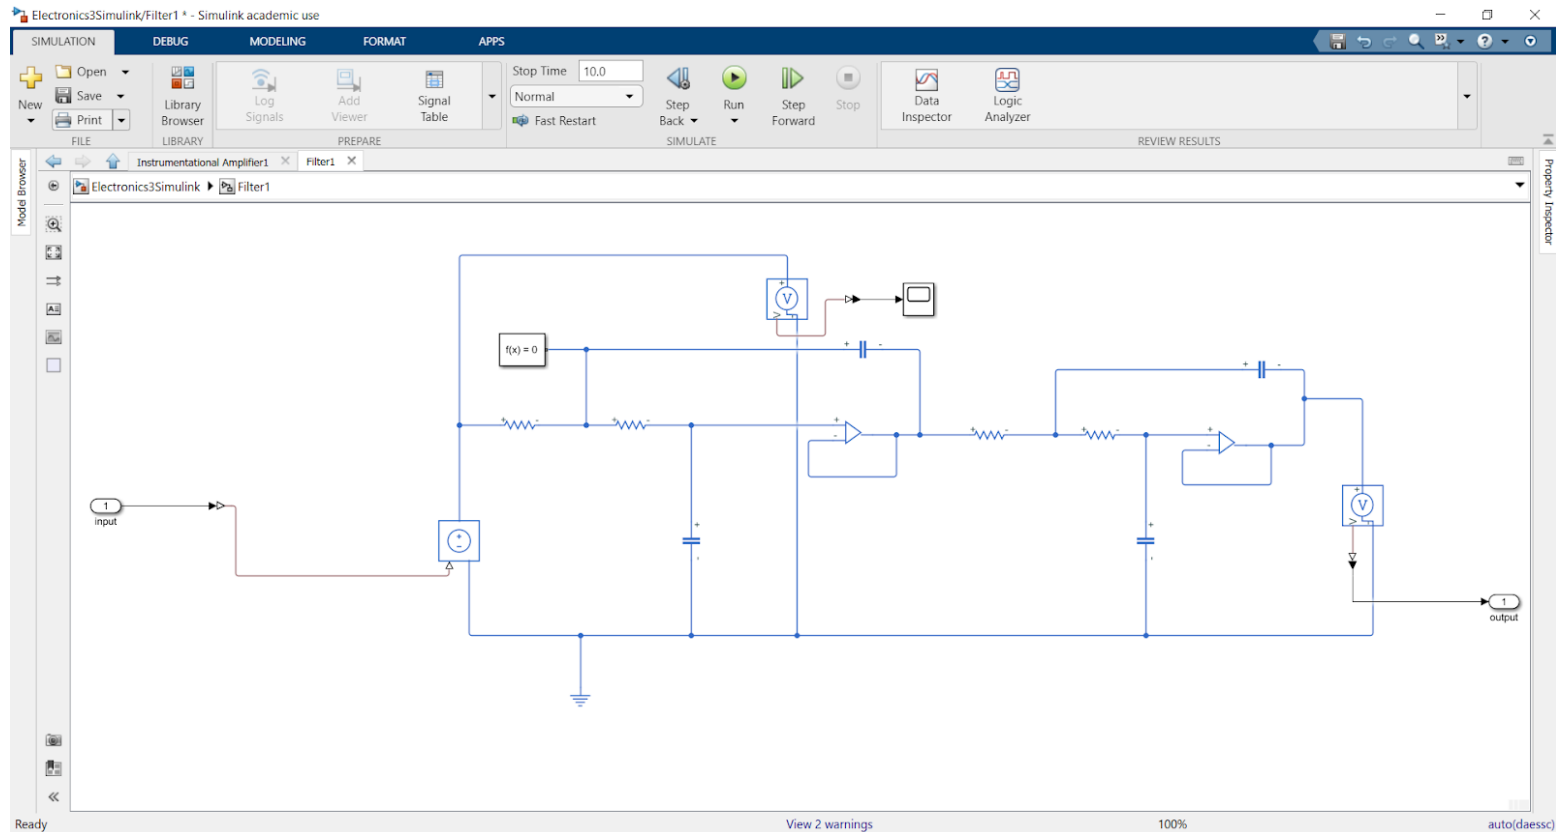 Electronics3Simulink/Filter1 * - Simulink academic use
SIMULATION DEBUG MODELING FORMAT APPS
New
Open
Save
Print
FILE
Library
Browser
LIBRARY
Log
Signals
Add
Viewer
Signal
Table
PREPARE
Stop Time 10.0
Normal
Fast Restart
Step
Back
Run
Step
Forward
Stop
SIMULATE
Data
Inspector
Logic
Analyzer
REVIEW RESULTS
Model Browser
Instrumentational Amplifier1 Filter1
Electronics3Simulink Filter1
Property Inspector
V
f(x) = 0
1
input
V
1
output
Ready View 2 warnings 100% auto(daessc)